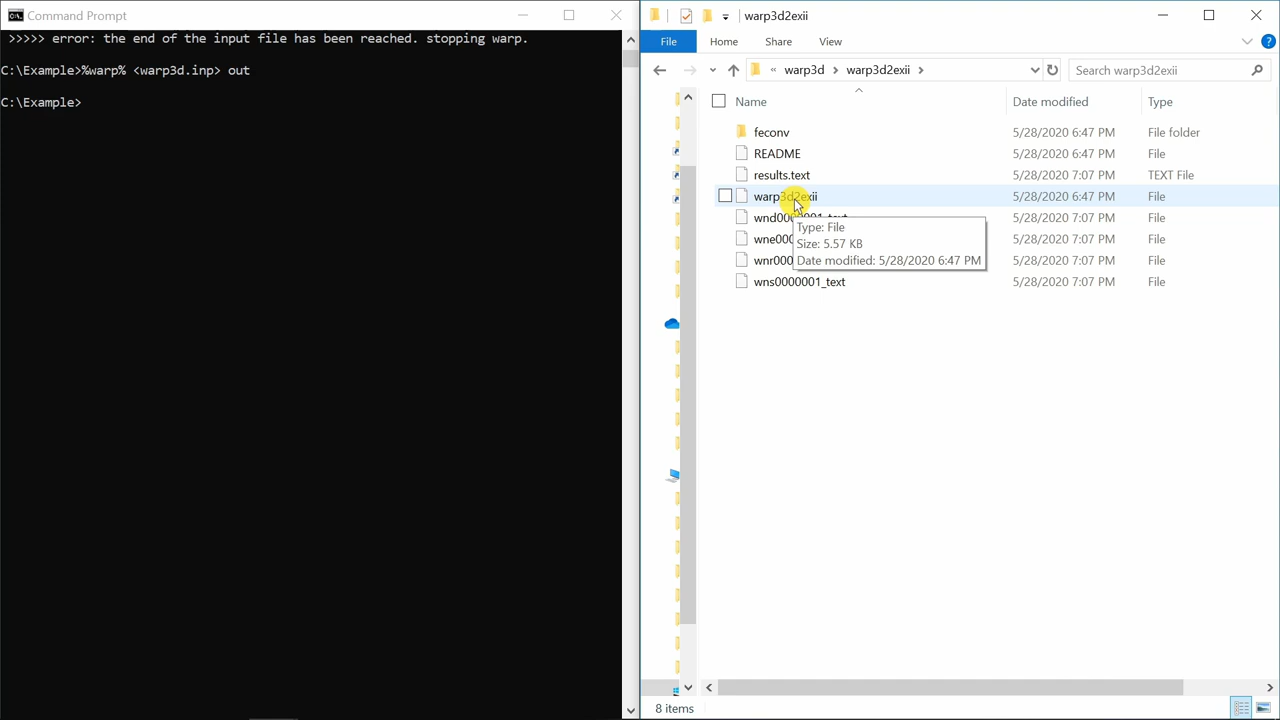 Command Prompt
>>>>> error: the end of the input file has been reached. stopping warp.
C:\Example>%warp% <warp3d.inp> out
C:\Example>
warp3d2exii
File Home Share View
« warp3d > warp3d2exii > Search warp3d2exii
Name Date modified Type
feconv 5/28/2020 6:47 PM File folder
README 5/28/2020 6:47 PM File
results.text 5/28/2020 7:07 PM TEXT File
warp3d2exii 5/28/2020 6:47 PM File
wnd0000001_text 5/28/2020 7:07 PM File
Type: File
wne000 5/28/2020 7:07 PM File
Size: 5.57 KB
wnr000 5/28/2020 7:07 PM File
Date modified: 5/28/2020 6:47 PM
wns0000001_text 5/28/2020 7:07 PM File
8 items